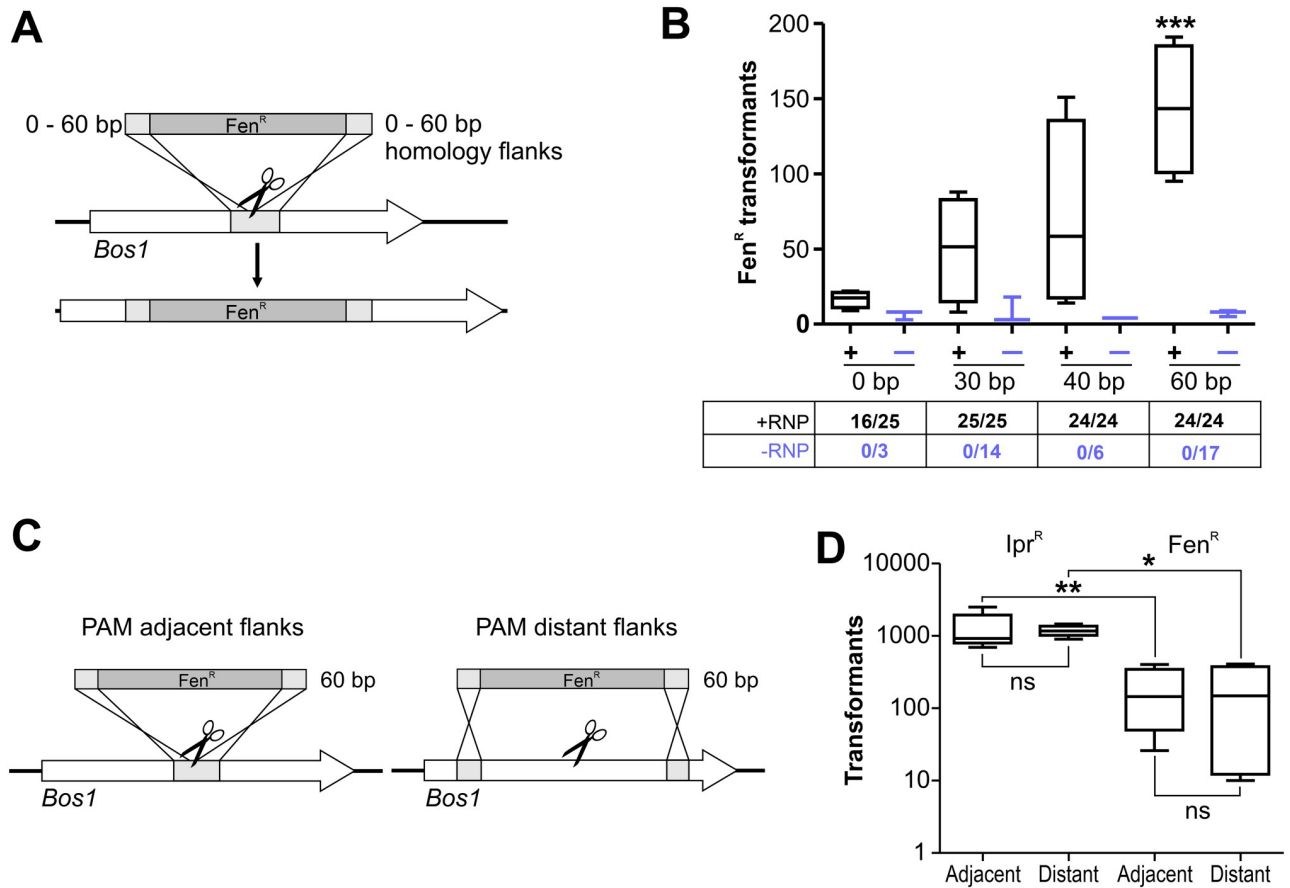 A
0 - 60 bp
Fenᴿ
0 - 60 bp
homology flanks
Bos1
Fenᴿ
B
Fenᴿ transformants
200
150
100
50
0
***
+ — + — + — + —
0 bp 30 bp 40 bp 60 bp
+RNP 16/25 25/25 24/24 24/24
-RNP 0/3 0/14 0/6 0/17
C
PAM adjacent flanks
Fenᴿ
60 bp
Bos1
PAM distant flanks
Fenᴿ
60 bp
Bos1
D
Iprᴿ Fenᴿ
Transformants
10000
1000
100
10
1
*
**
ns
ns
Adjacent Distant Adjacent Distant